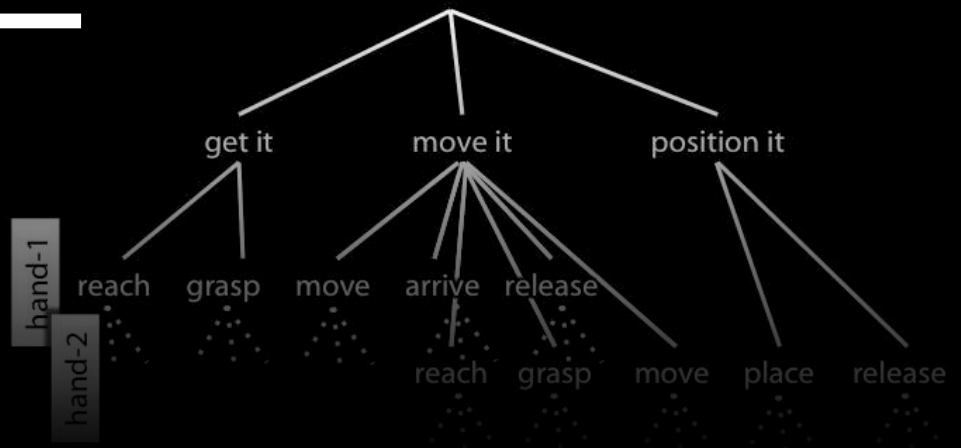 get it move it position it
hand-1
reach grasp move arrive release
hand-2
reach grasp move place release